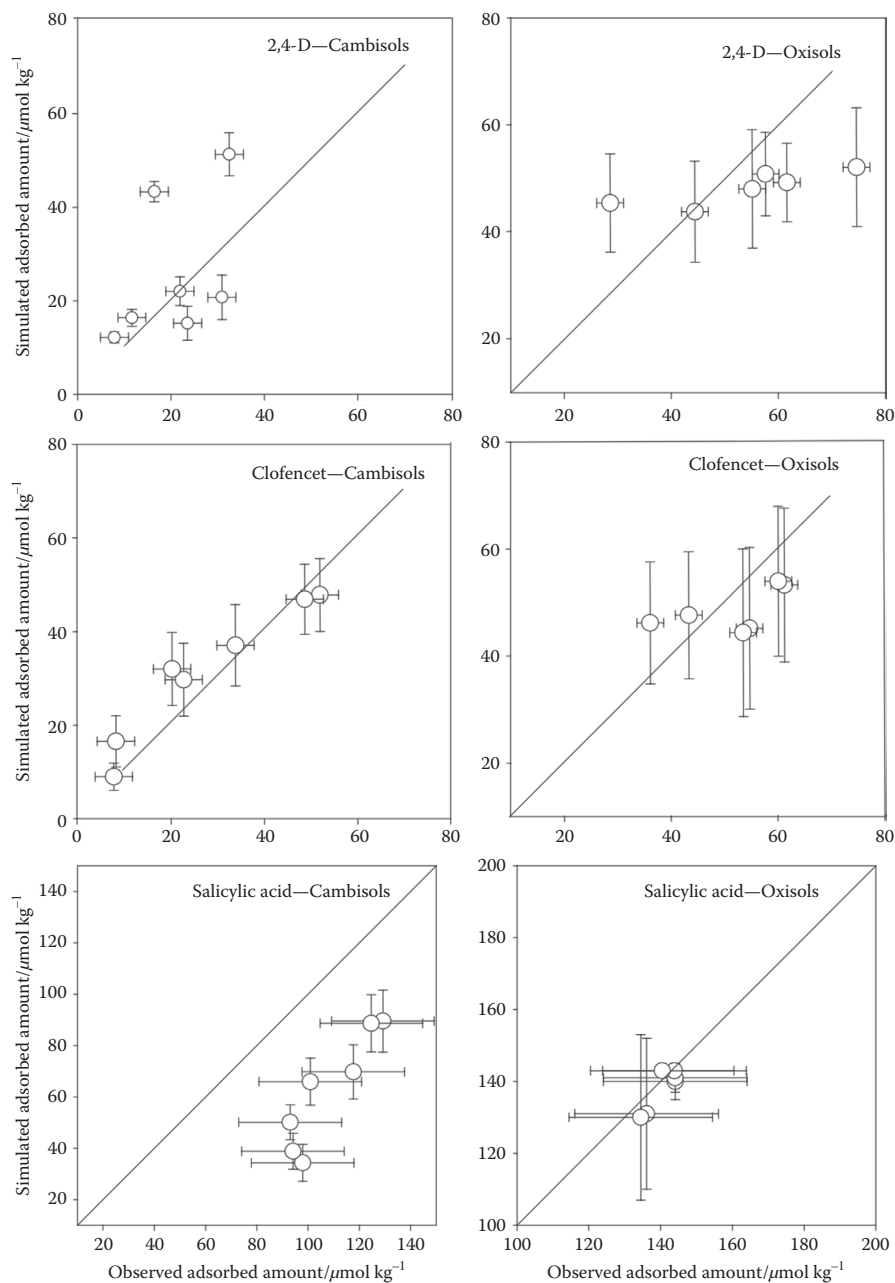 80
2,4-D—Cambisols
60
40
20
0
0 20 40 60 80
Simulated adsorbed amount/μmol kg⁻¹
80
2,4-D—Oxisols
60
40
20
20 40 60 80
80
Clofencet—Cambisols
60
40
20
0
0 20 40 60 80
Simulated adsorbed amount/μmol kg⁻¹
80
Clofencet—Oxisols
60
40
20
20 40 60 80
140
Salicylic acid—Cambisols
120
100
80
60
40
20
20 40 60 80 100 120 140
Simulated adsorbed amount/μmol kg⁻¹
Observed adsorbed amount/μmol kg⁻¹
200
Salicylic acid—Oxisols
180
160
140
120
100
100 120 140 160 180 200
Observed adsorbed amount/μmol kg⁻¹